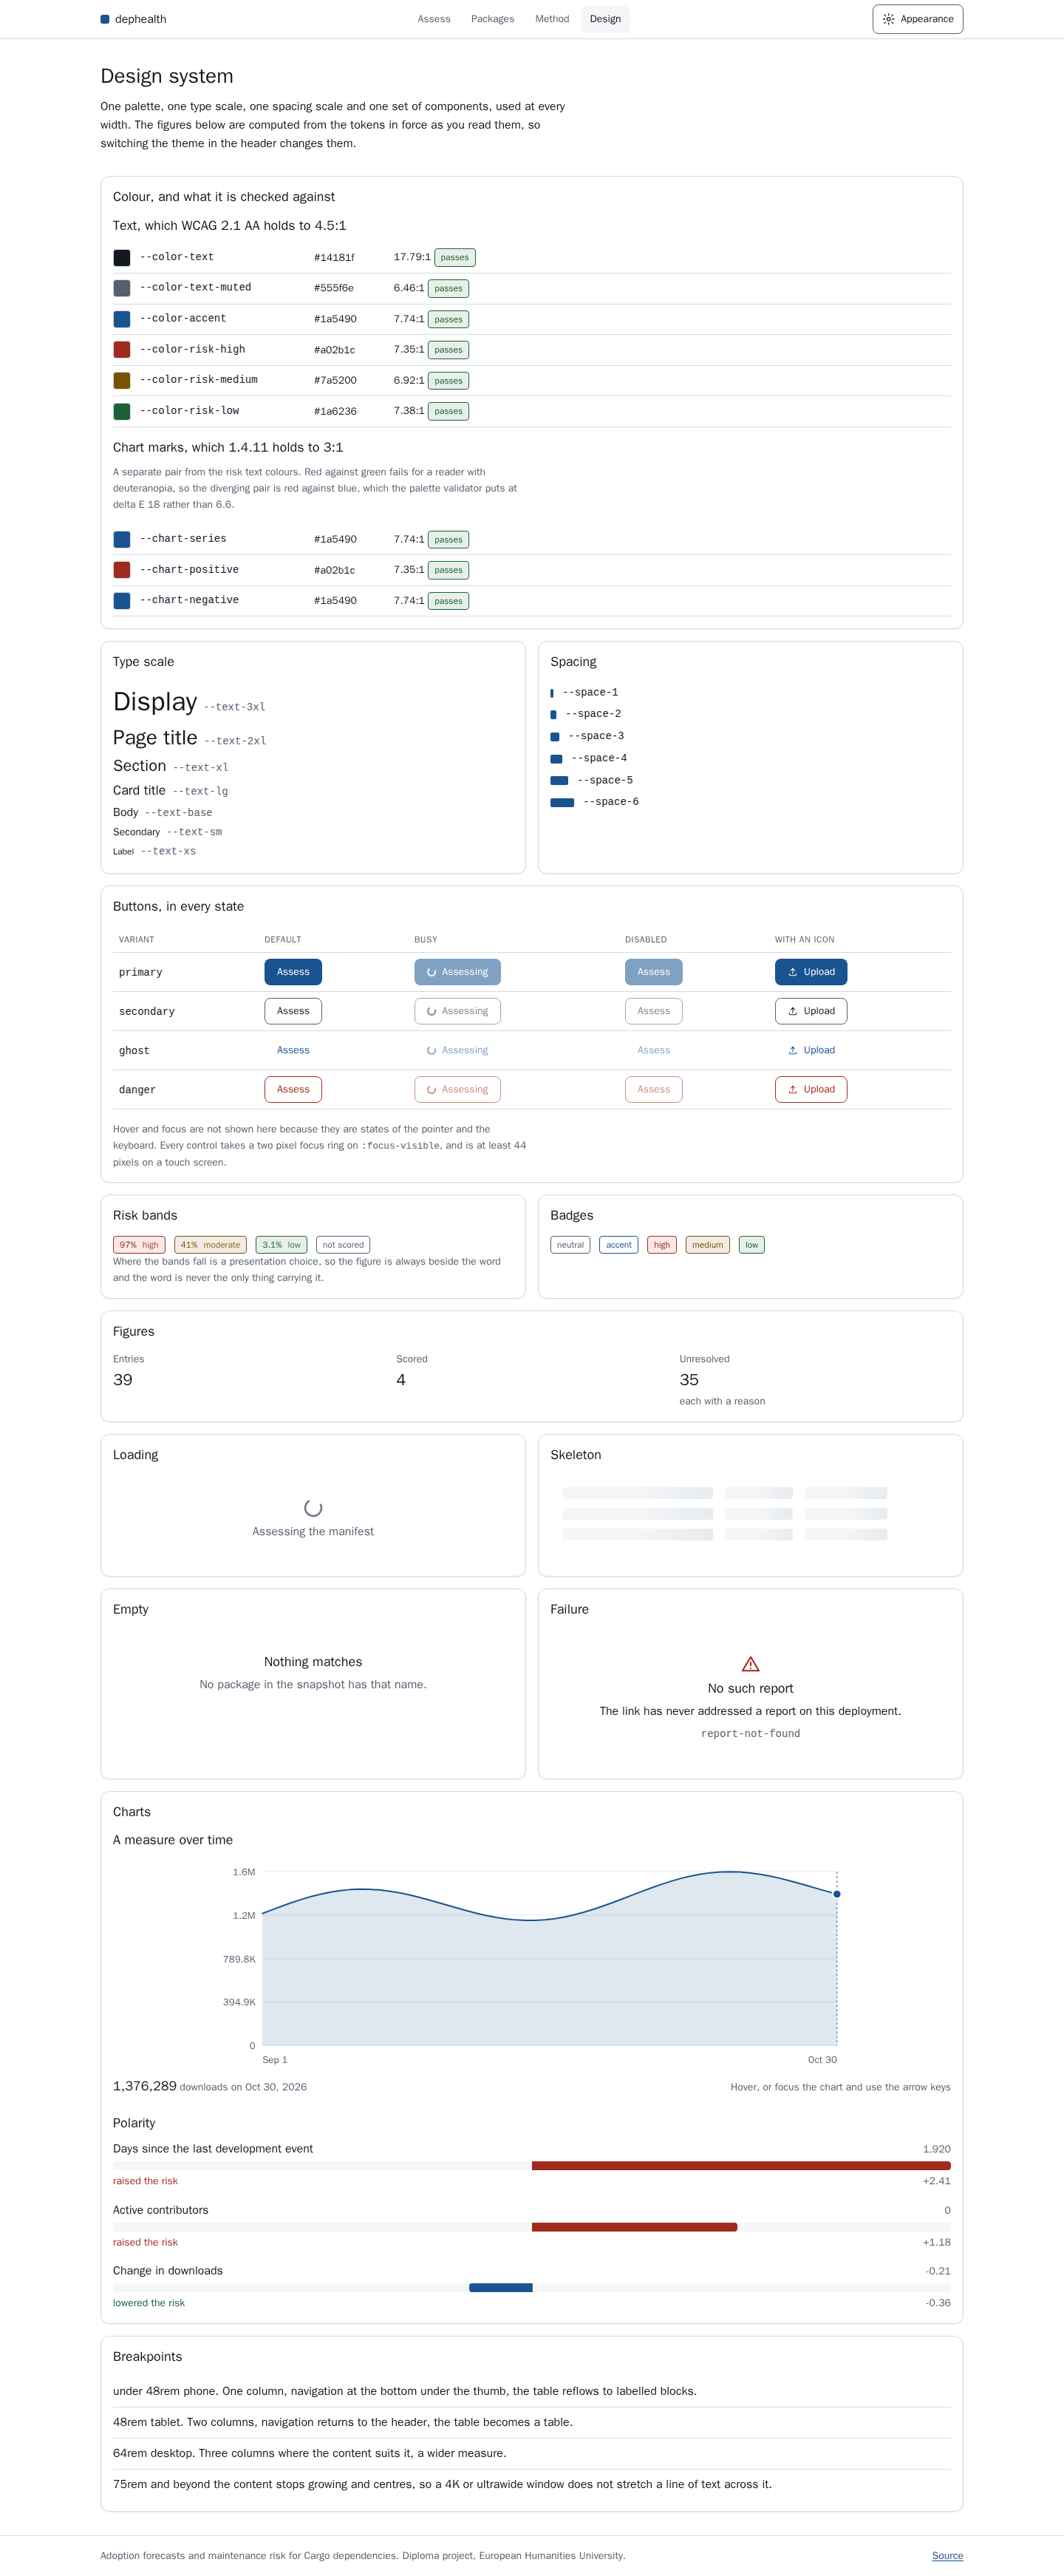 dephealth Assess Packages Method Design Appearance
Design system
One palette, one type scale, one spacing scale and one set of components, used at every
width. The figures below are computed from the tokens in force as you read them, so
switching the theme in the header changes them.
Colour, and what it is checked against
Text, which WCAG 2.1 AA holds to 4.5:1
--color-text #14181f 17.79:1 passes
--color-text-muted #555f6e 6.46:1 passes
--color-accent #1a5490 7.74:1 passes
--color-risk-high #a02b1c 7.35:1 passes
--color-risk-medium #7a5200 6.92:1 passes
--color-risk-low #1a6236 7.38:1 passes
Chart marks, which 1.4.11 holds to 3:1
A separate pair from the risk text colours. Red against green fails for a reader with
deuteranopia, so the diverging pair is red against blue, which the palette validator puts at
delta E 18 rather than 6.6.
--chart-series #1a5490 7.74:1 passes
--chart-positive #a02b1c 7.35:1 passes
--chart-negative #1a5490 7.74:1 passes
Type scale
Display --text-3xl
Page title --text-2xl
Section --text-xl
Card title --text-lg
Body --text-base
Secondary --text-sm
Label --text-xs
Spacing
--space-1
--space-2
--space-3
--space-4
--space-5
--space-6
Buttons, in every state
VARIANT DEFAULT BUSY DISABLED WITH AN ICON
primary Assess Assessing Assess Upload
secondary Assess Assessing Assess Upload
ghost Assess Assessing Assess Upload
danger Assess Assessing Assess Upload
Hover and focus are not shown here because they are states of the pointer and the
keyboard. Every control takes a two pixel focus ring on :focus-visible, and is at least 44
pixels on a touch screen.
Risk bands
97% high 41% moderate 3.1% low not scored
Where the bands fall is a presentation choice, so the figure is always beside the word
and the word is never the only thing carrying it.
Badges
neutral accent high medium low
Figures
Entries
39
Scored
4
Unresolved
35
each with a reason
Loading
Assessing the manifest
Skeleton
Empty
Nothing matches
No package in the snapshot has that name.
Failure
No such report
The link has never addressed a report on this deployment.
report-not-found
Charts
A measure over time
1.6M
1.2M
789.8K
394.9K
0
Sep 1 Oct 30
1,376,289 downloads on Oct 30, 2026 Hover, or focus the chart and use the arrow keys
Polarity
Days since the last development event 1,920
raised the risk +2.41
Active contributors 0
raised the risk +1.18
Change in downloads -0.21
lowered the risk -0.36
Breakpoints
under 48rem phone. One column, navigation at the bottom under the thumb, the table reflows to labelled blocks.
48rem tablet. Two columns, navigation returns to the header, the table becomes a table.
64rem desktop. Three columns where the content suits it, a wider measure.
75rem and beyond the content stops growing and centres, so a 4K or ultrawide window does not stretch a line of text across it.
Adoption forecasts and maintenance risk for Cargo dependencies. Diploma project, European Humanities University. Source